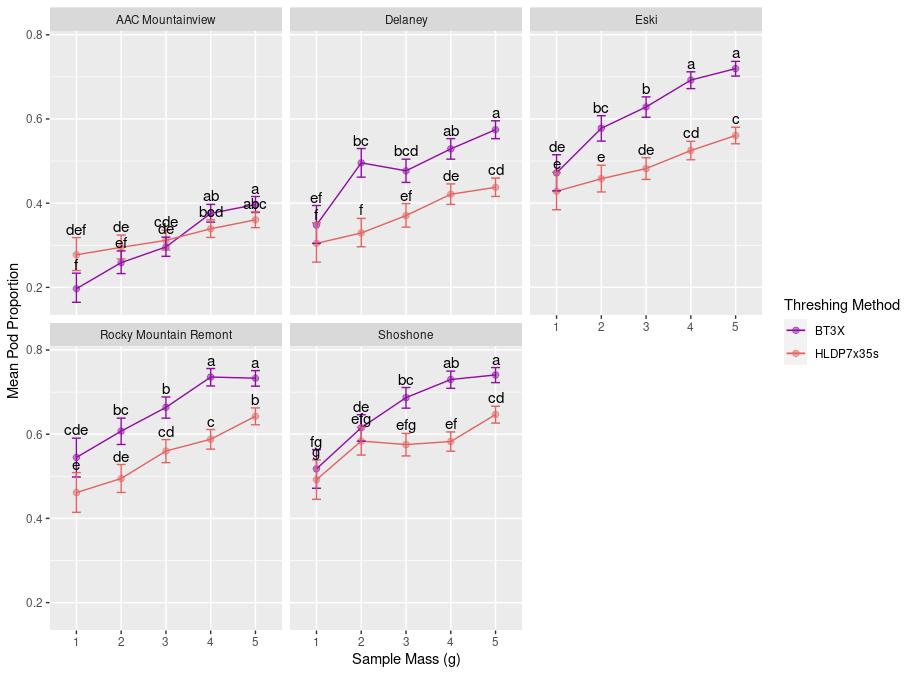 AAC Mountainview
Delaney
Eski
0.8
0.6
0.4
0.2
def
f
de
ef
cde
de
ab
bcd
a
abc
ef
f
bc
f
bcd
ef
ab
de
a
cd
de
e
bc
e
b
de
a
cd
a
c
1 2 3 4 5
Rocky Mountain Remont
Shoshone
0.8
0.6
0.4
0.2
cde
e
bc
de
b
cd
a
c
a
b
fg
g
de
efg
bc
efg
ab
ef
a
cd
1 2 3 4 5
1 2 3 4 5
Sample Mass (g)
Mean Pod Proportion
Threshing Method
BT3X
HLDP7x35s